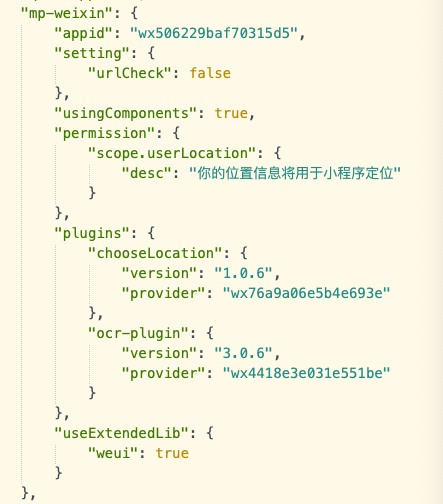 "mp-weixin": {
"appid": "wx506229baf70315d5",
"setting": {
"urlCheck": false
},
"usingComponents": true,
"permission": {
"scope.userLocation": {
"desc": "你的位置信息将用于小程序定位"
}
},
"plugins": {
"chooseLocation": {
"version": "1.0.6",
"provider": "wx76a9a06e5b4e693e"
},
"ocr-plugin": {
"version": "3.0.6",
"provider": "wx4418e3e031e551be"
}
},
"useExtendedLib": {
"weui": true
}
},